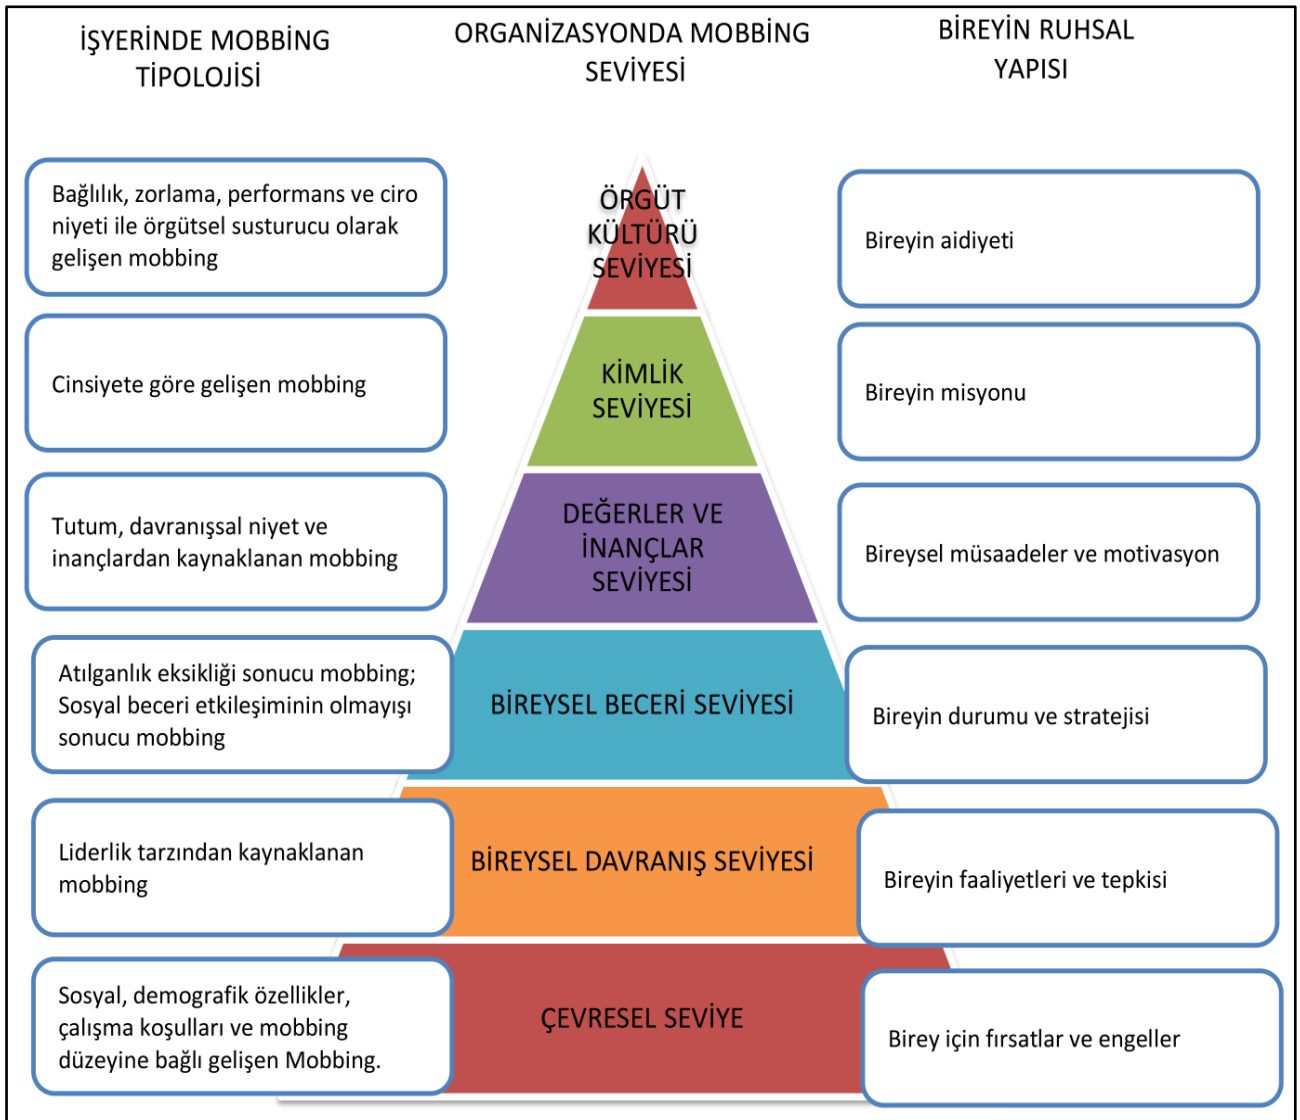 İŞYERİNDE MOBBİNG
TİPOLOJİSİ
ORGANİZASYONDA MOBBİNG
SEVİYESİ
BİREYİN RUHSAL
YAPISI
Bağlılık, zorlama, performans ve ciro
niyeti ile örgütsel susturucu olarak
gelişen mobbing
ÖRGÜT
KÜLTÜRÜ
SEVİYESİ
Bireyin aidiyeti
Cinsiyete göre gelişen mobbing
KİMLİK
SEVİYESİ
Bireyin misyonu
Tutum, davranışsal niyet ve
inançlardan kaynaklanan mobbing
DEĞERLER VE
İNANÇLAR
SEVİYESİ
Bireysel müsaadeler ve motivasyon
Atılganlık eksikliği sonucu mobbing;
Sosyal beceri etkileşiminin olmayışı
sonucu mobbing
BİREYSEL BECERİ SEVİYESİ
Bireyin durumu ve stratejisi
Liderlik tarzından kaynaklanan
mobbing
BİREYSEL DAVRANIŞ SEVİYESİ
Bireyin faaliyetleri ve tepkisi
Sosyal, demografik özellikler,
çalışma koşulları ve mobbing
düzeyine bağlı gelişen Mobbing.
ÇEVRESEL SEVİYE
Birey için fırsatlar ve engeller